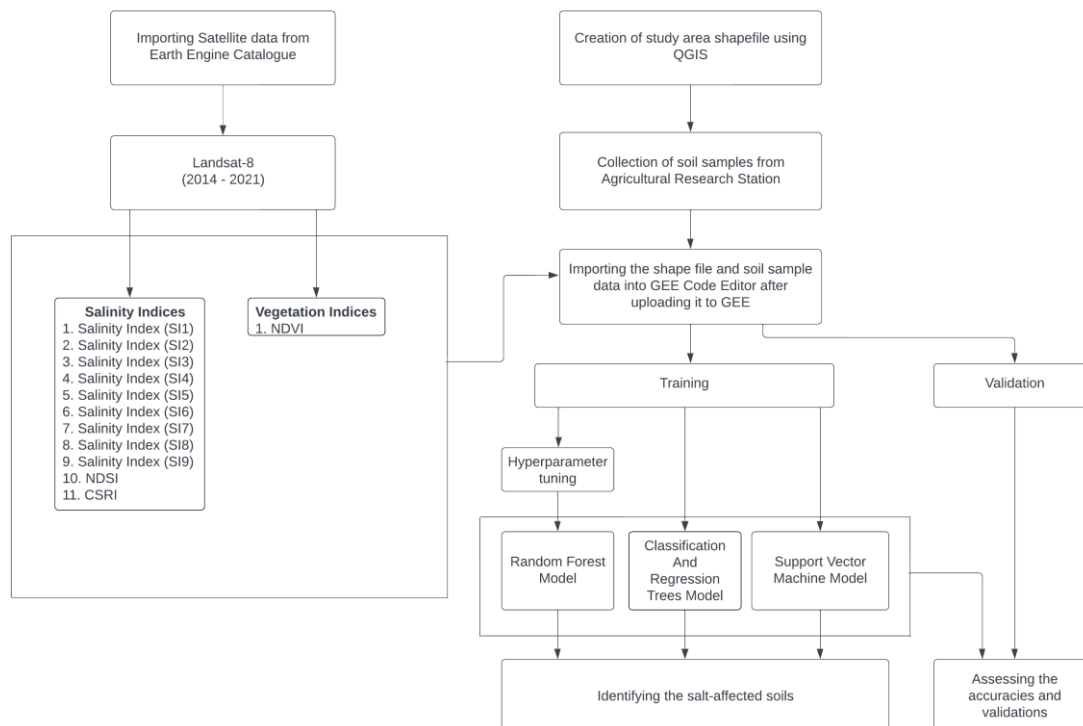 Importing Satellite data from
Earth Engine Catalogue
Creation of study area shapefile using
QGIS
Landsat-8
(2014 - 2021)
Collection of soil samples from
Agricultural Research Station
Importing the shape file and soil sample
data into GEE Code Editor after
uploading it to GEE
Salinity Indices
1. Salinity Index (SI1)
2. Salinity Index (SI2)
3. Salinity Index (SI3)
4. Salinity Index (SI4)
5. Salinity Index (SI5)
6. Salinity Index (SI6)
7. Salinity Index (SI7)
8. Salinity Index (SI8)
9. Salinity Index (SI9)
10. NDSI
11. CSRI
Vegetation Indices
1. NDVI
Training
Validation
Hyperparameter
tuning
Random Forest
Model
Classification
And
Regression
Trees Model
Support Vector
Machine Model
Identifying the salt-affected soils
Assessing the
accuracies and
validations